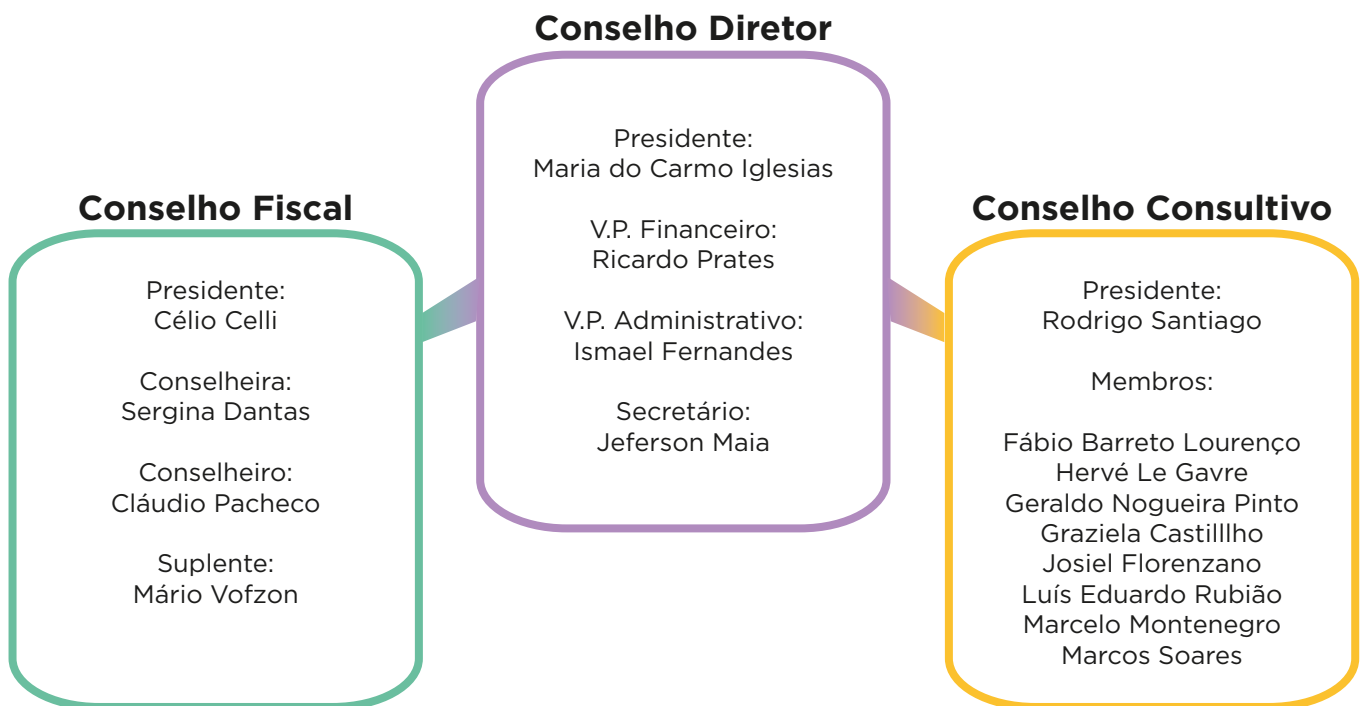 Conselho Diretor
Presidente:
Maria do Carmo Iglesias
V.P. Financeiro:
Ricardo Prates
V.P. Administrativo:
Ismael Fernandes
Secretário:
Jeferson Maia
Conselho Fiscal
Presidente:
Célio Celli
Conselheira:
Sergina Dantas
Conselheiro:
Cláudio Pacheco
Suplente:
Mário Vofzon
Conselho Consultivo
Presidente:
Rodrigo Santiago
Membros:
Fábio Barreto Lourenço
Hervé Le Gavre
Geraldo Nogueira Pinto
Graziela Castilllho
Josiel Florenzano
Luís Eduardo Rubião
Marcelo Montenegro
Marcos Soares